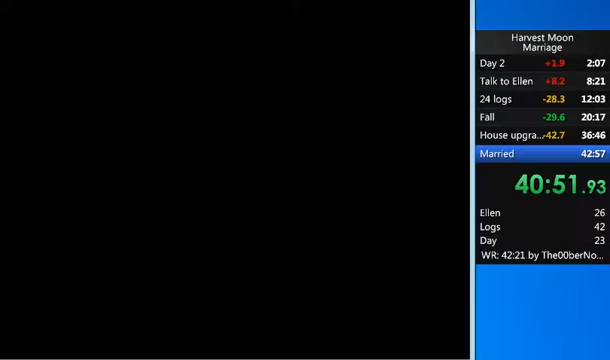 Harvest Moon
Marriage
Day 2 +1.9 2:07
Talk to Ellen +8.2 8:21
24 logs -28.3 12:03
Fall -29.6 20:17
House upgra...-42.7 36:46
Married 42:57
40:51.93
Ellen 26
Logs 42
Day 23
WR: 42:21 by The00berNo...